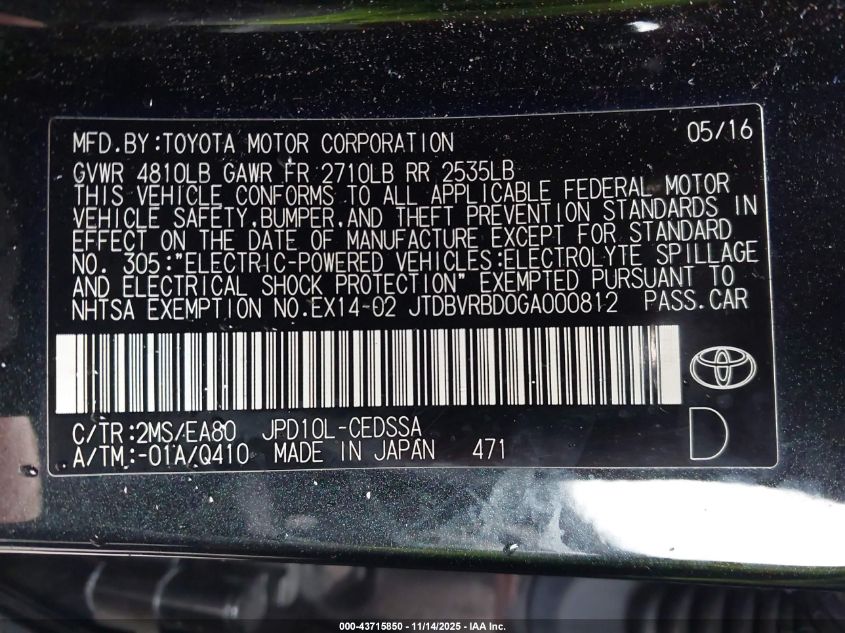 MFD.BY:TOYOTA MOTOR CORPORATION 05/16
GVWR 4810LB GAWR FR 2710LB RR 2535LB
THIS VEHICLE CONFORMS TO ALL APPLICABLE FEDERAL MOTOR
VEHICLE SAFETY,BUMPER,AND THEFT PREVENTION STANDARDS IN
EFFECT ON THE DATE OF MANUFACTURE EXCEPT FOR STANDARD
NO. 305:"ELECTRIC-POWERED VEHICLES:ELECTROLYTE SPILLAGE
AND ELECTRICAL SHOCK PROTECTION" EXEMPTED PURSUANT TO
NHTSA EXEMPTION NO.EX14-02 JTDBVRBD0GA000812 PASS.CAR
C/TR:2MS/EA80 JPD10L-CEDSSA
A/TM:-01A/Q410 MADE IN JAPAN 471
D
000-43715850 - 11/14/2025 - IAA Inc.